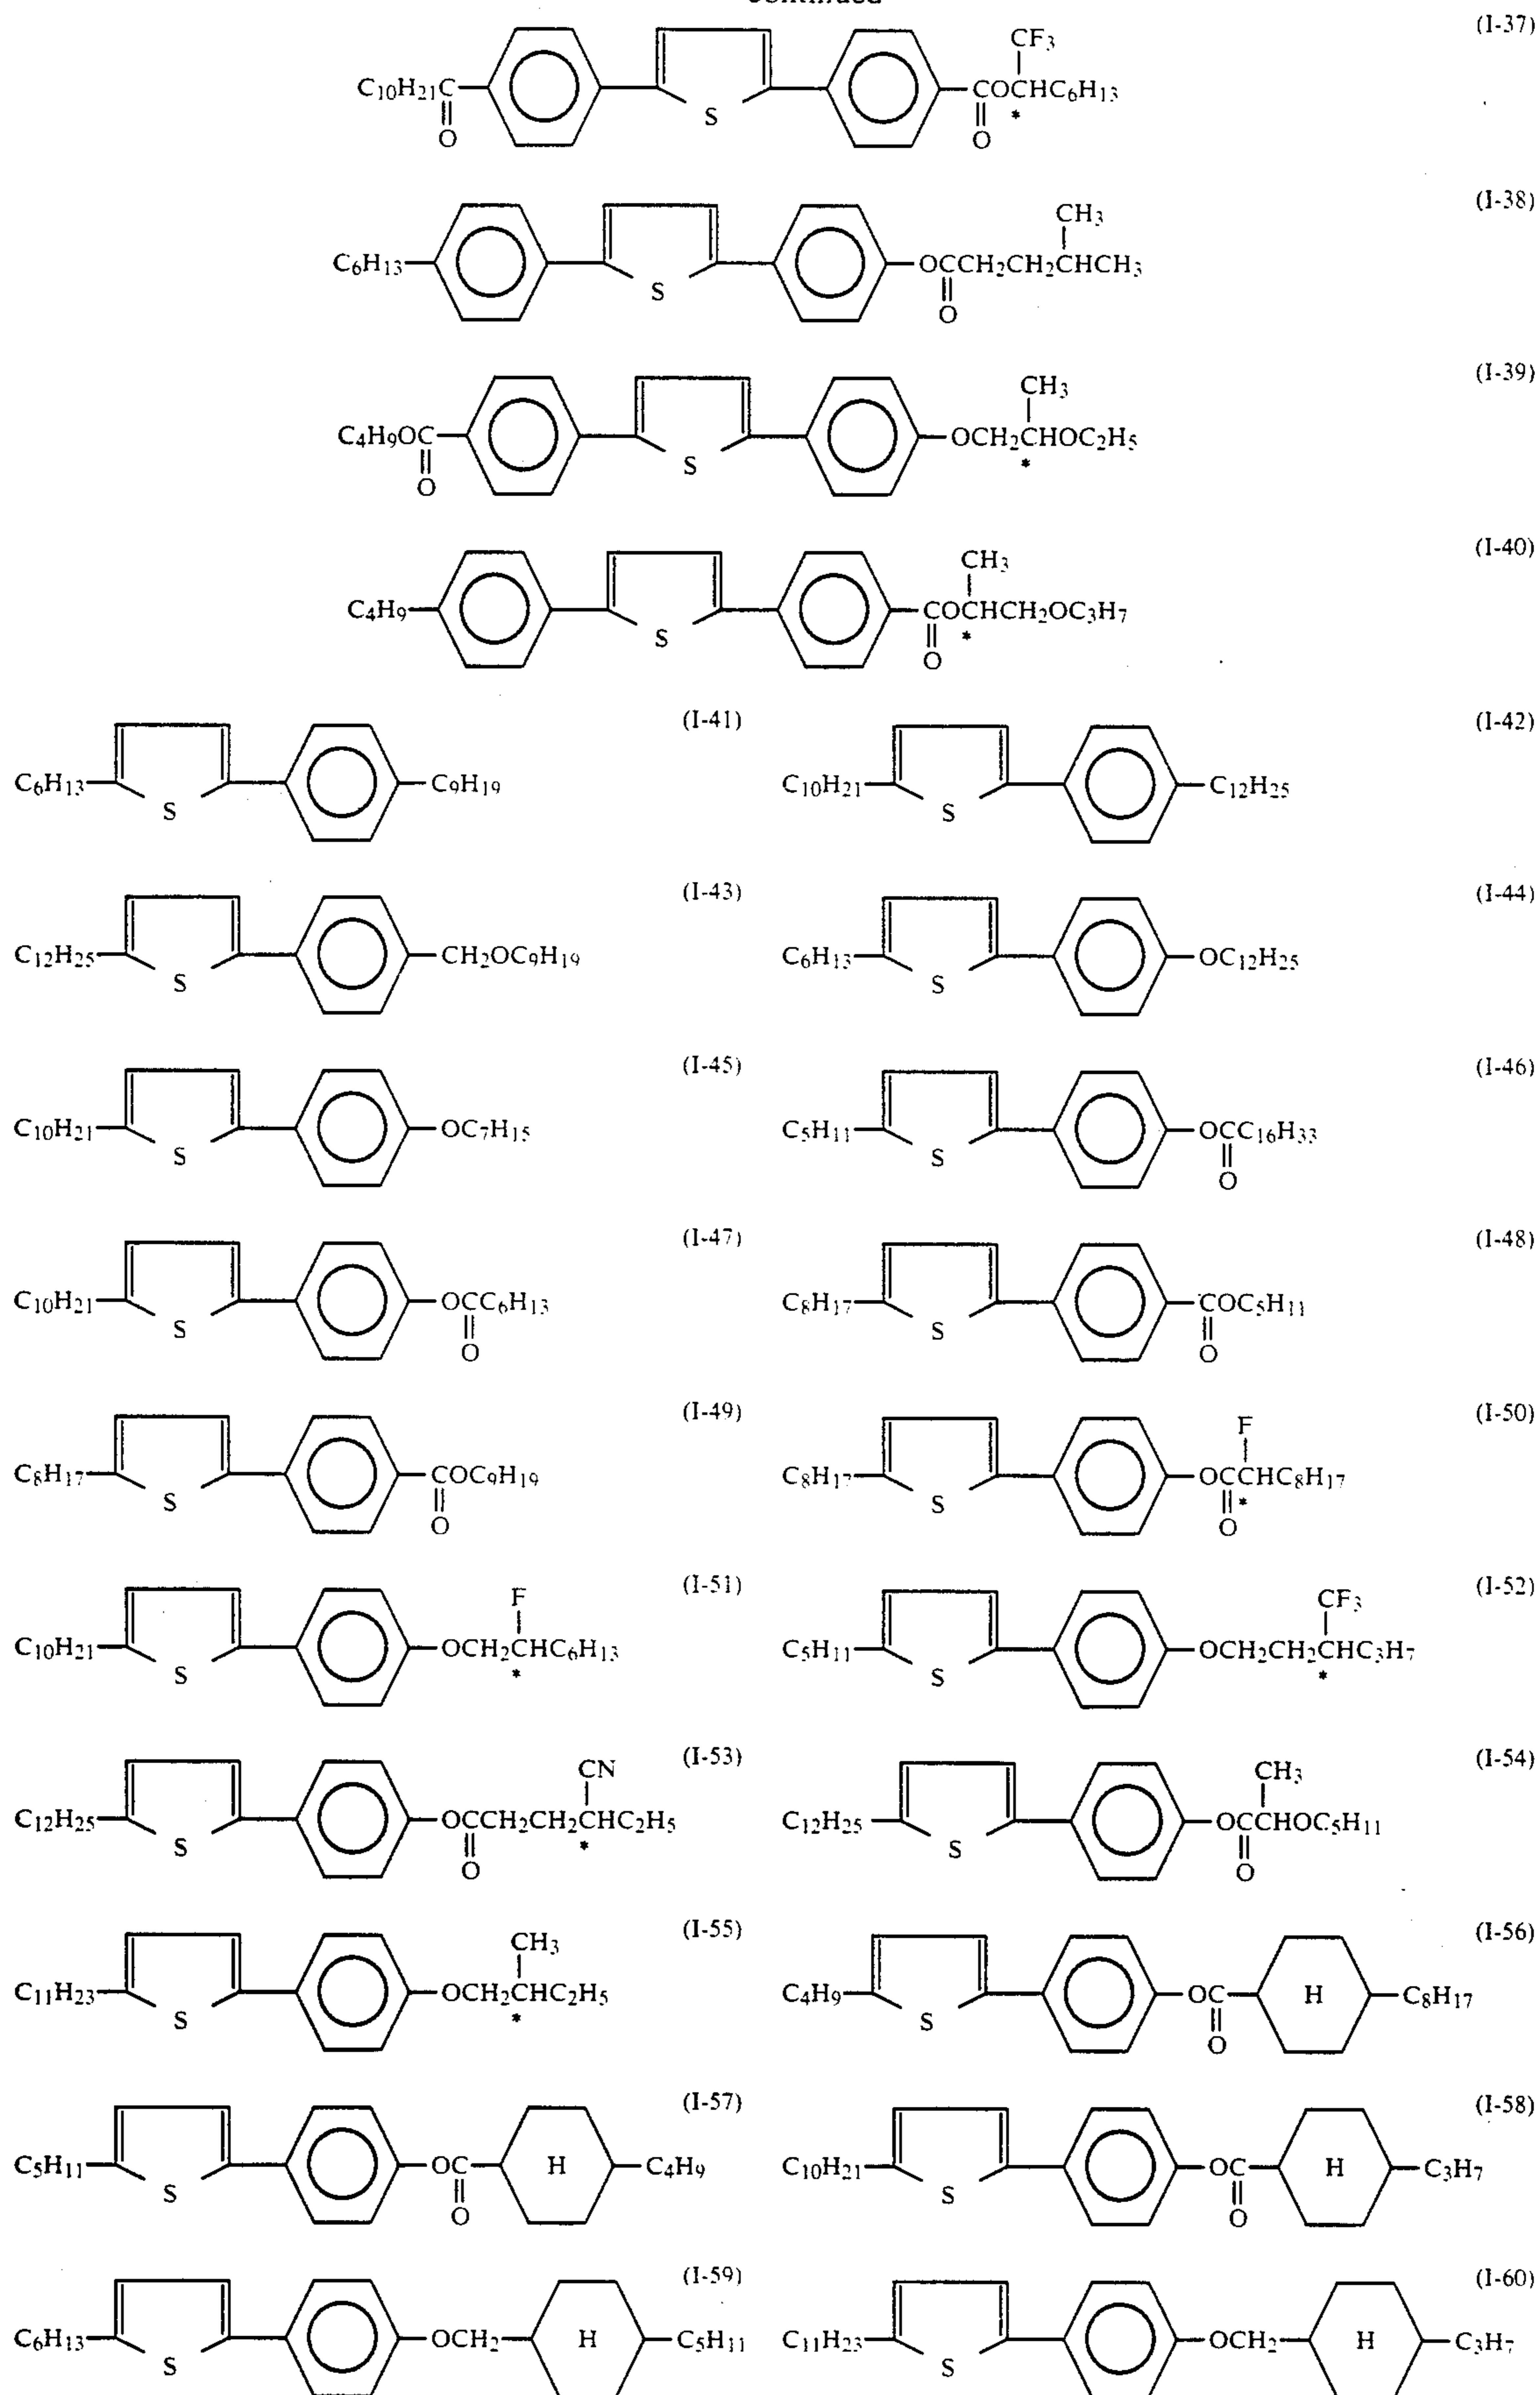 continued
(I-37)
CF3
C10H21C COCHC6H13
O S O *
(I-38)
CH3
C6H13 OCCH2CH2CHCH3
S O
(I-39)
CH3
C4H9OC OCH2CHOC2H5
O S *
(I-40)
CH3
C4H9 COCHCH2OC3H7
S O *
(I-41)
C6H13 S C9H19
(I-42)
C10H21 S C12H25
(I-43)
C12H25 S CH2OC9H19
(I-44)
C6H13 S OC12H25
(I-45)
C10H21 S OC7H15
(I-46)
C5H11 S OCC16H33
O
(I-47)
C10H21 S OCC6H13
O
(I-48)
C8H17 S COC5H11
O
(I-49)
C8H17 S COC9H19
O
(I-50)
F
C8H17 S OCCHC8H17
O *
(I-51)
F
C10H21 S OCH2CHC6H13
*
(I-52)
CF3
C5H11 S OCH2CH2CHC3H7
*
(I-53)
CN
C12H25 S OCCH2CH2CHC2H5
O *
(I-54)
CH3
C12H25 S OCCHOC5H11
O
(I-55)
CH3
C11H23 S OCH2CHC2H5
*
(I-56)
C4H9 S OC H C8H17
O
(I-57)
C5H11 S OC H C4H9
O
(I-58)
C10H21 S OC H C3H7
O
(I-59)
C6H13 S OCH2 H C5H11
(I-60)
C11H23 S OCH2 H C3H7